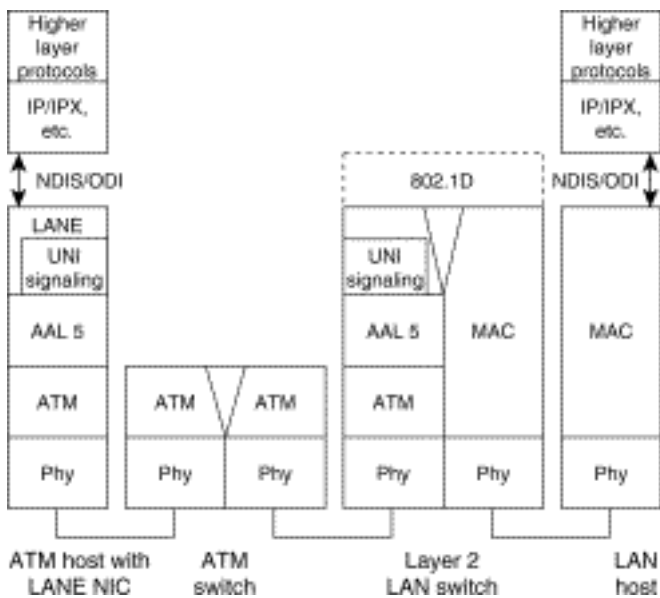 Higher
layer
protocols
IP/IPX,
etc.
NDIS/ODI
LANE
UNI
signaling
AAL 5
ATM
Phy
ATM host with
LANE NIC
ATM
ATM
Phy
Phy
ATM
switch
802.1D
UNI
signaling
AAL 5
MAC
ATM
Phy
Phy
Layer 2
LAN switch
Higher
layer
protocols
IP/IPX,
etc.
NDIS/ODI
MAC
Phy
LAN
host